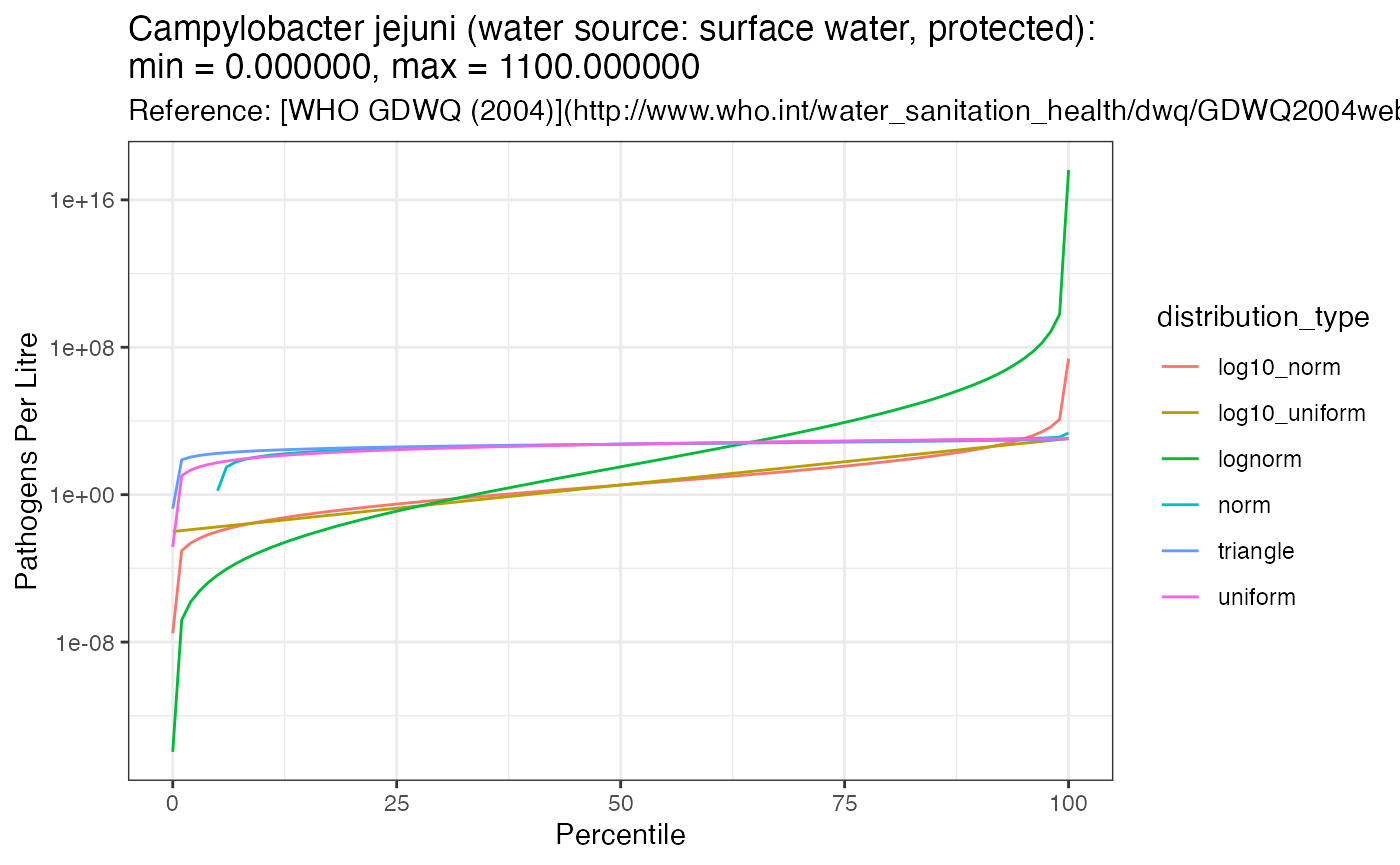 Campylobacter jejuni (water source: surface water, protected):
min = 0.000000, max = 1100.000000
Reference: [WHO GDWQ (2004)](http://www.who.int/water_sanitation_health/dwq/GDWQ2004web
Pathogens Per Litre
1e+16
1e+08
1e+00
1e-08
0 25 50 75 100
Percentile
distribution_type
log10_norm
log10_uniform
lognorm
norm
triangle
uniform